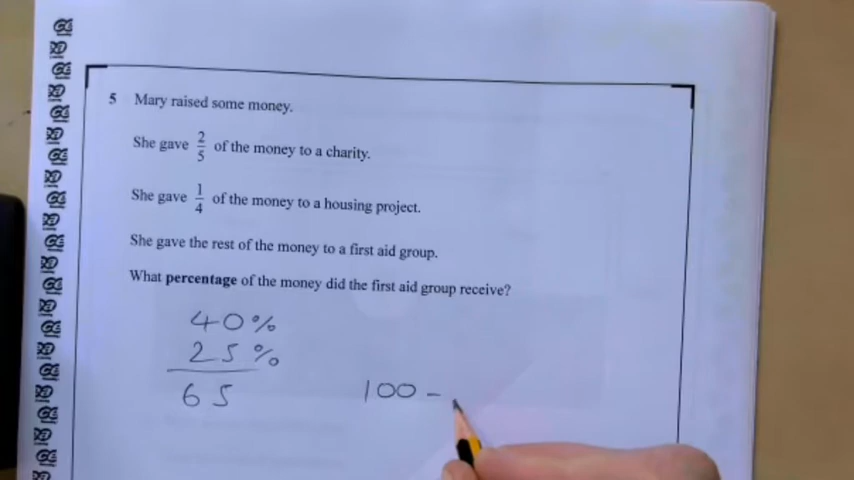 5 Mary raised some money.
She gave 2/5 of the money to a charity.
She gave 1/4 of the money to a housing project.
She gave the rest of the money to a first aid group.
What percentage of the money did the first aid group receive?
40%
25%
65
100 -